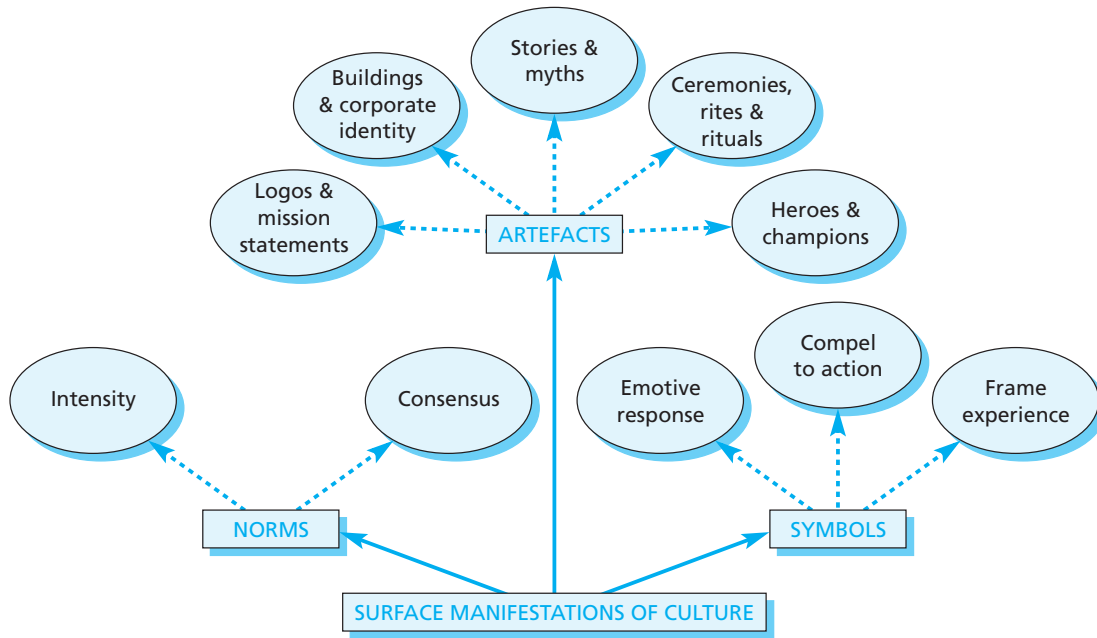 Stories &
myths
Buildings
& corporate
identity
Ceremonies,
rites &
rituals
Logos &
mission
statements
Heroes &
champions
ARTEFACTS
Intensity
Consensus
Emotive
response
Compel
to action
Frame
experience
NORMS
SYMBOLS
SURFACE MANIFESTATIONS OF CULTURE